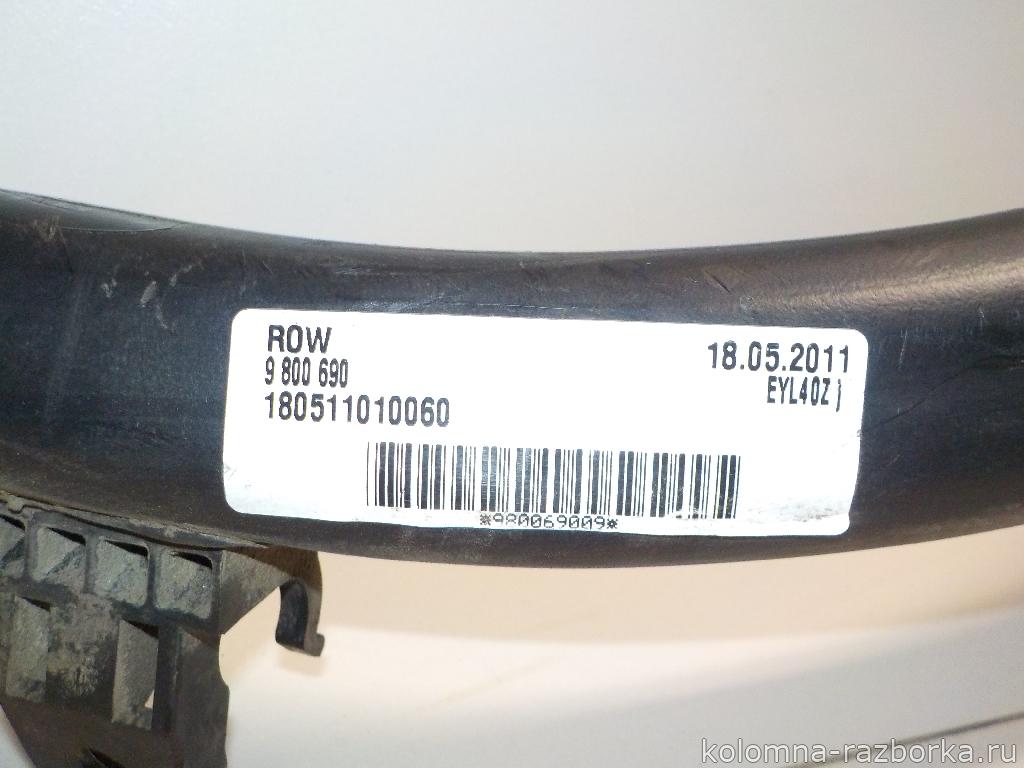 ROW
9 800 690
180511010060
18.05.2011
EYL40Z j
*980069009*
kolomna-razborka.ru